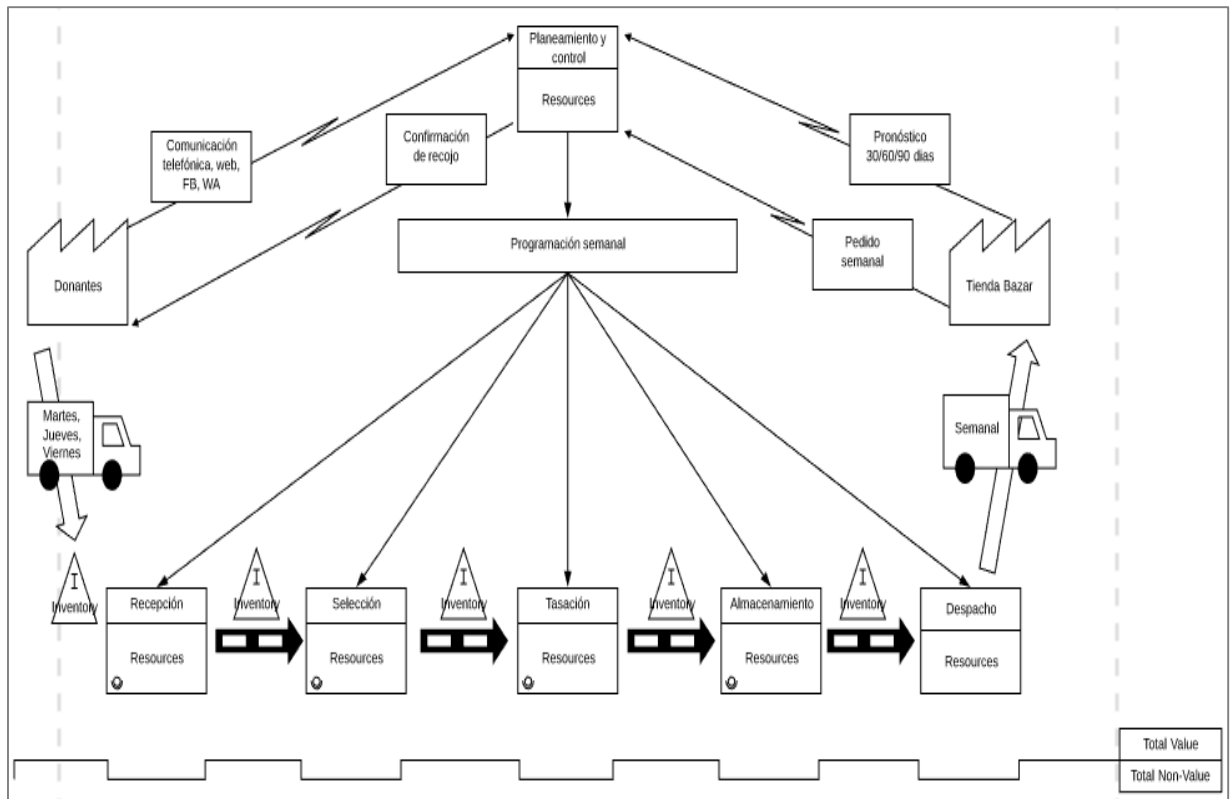 Planeamiento y
control
Resources
Comunicación
telefónica, web,
FB, WA
Confirmación
de recojo
Pronóstico
30/60/90 dias
Programación semanal
Pedido
semanal
Donantes
Tienda Bazar
Martes,
Jueves,
Viernes
Semanal
I
Inventory
Recepción
Resources
I
Inventory
Selección
Resources
I
Inventory
Tasación
Resources
I
Inventory
Almacenamiento
Resources
I
Inventory
Despacho
Resources
Total Value
Total Non-Value